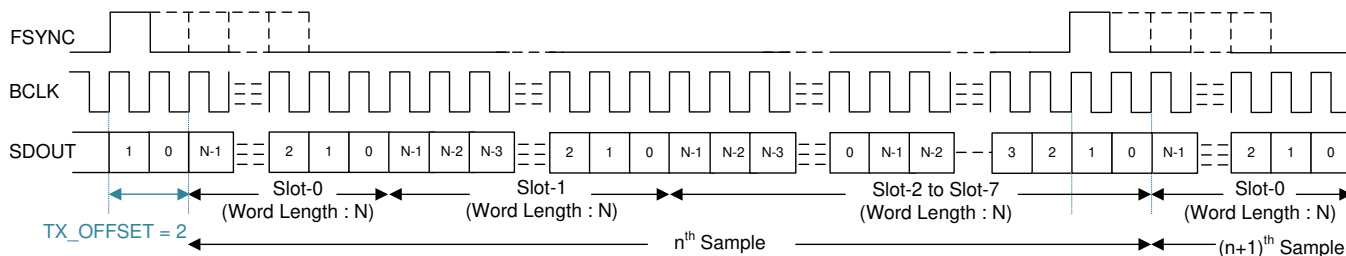 FSYNC
BCLK
SDOUT 1 0 N-1 2 1 0 N-1 N-2 N-3 2 1 0 N-1 N-2 N-3 0 N-1 N-2 3 2 1 0 N-1 2 1 0
Slot-0 Slot-1 Slot-2 to Slot-7 Slot-0
(Word Length : N) (Word Length : N) (Word Length : N) (Word Length : N)
TX_OFFSET = 2
nth Sample (n+1)th Sample